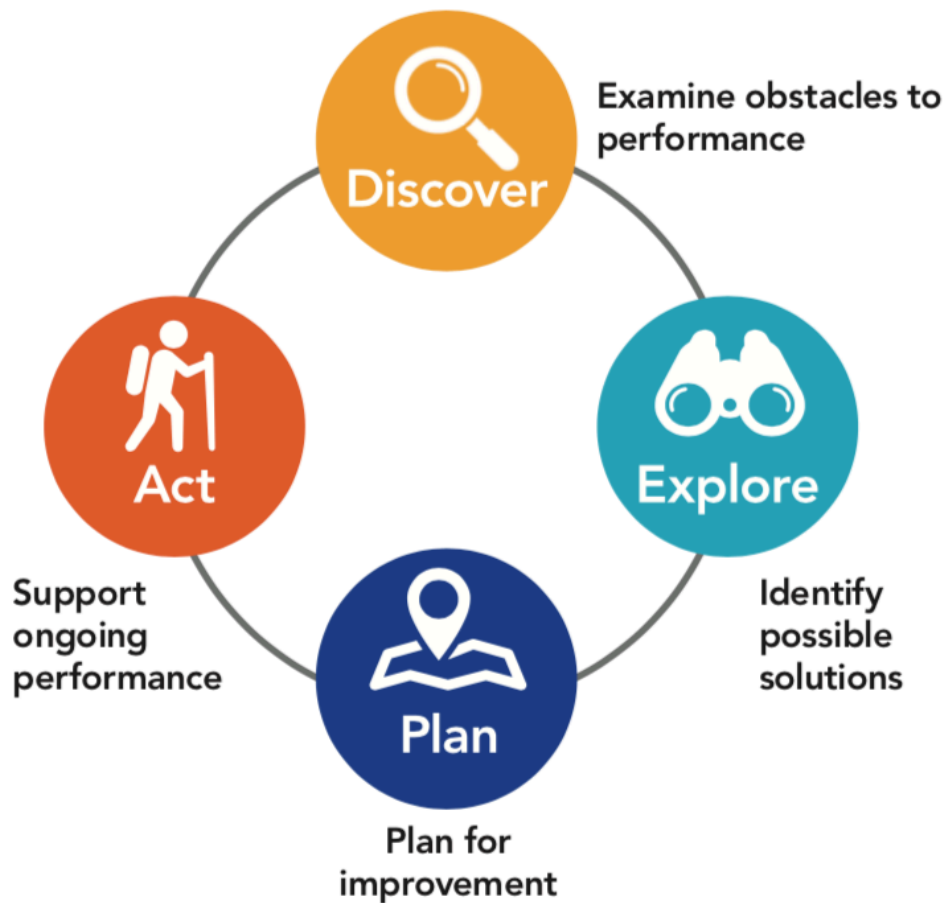 Discover
Examine obstacles to
performance
Explore
Identify
possible
solutions
Plan
Plan for
improvement
Act
Support
ongoing
performance